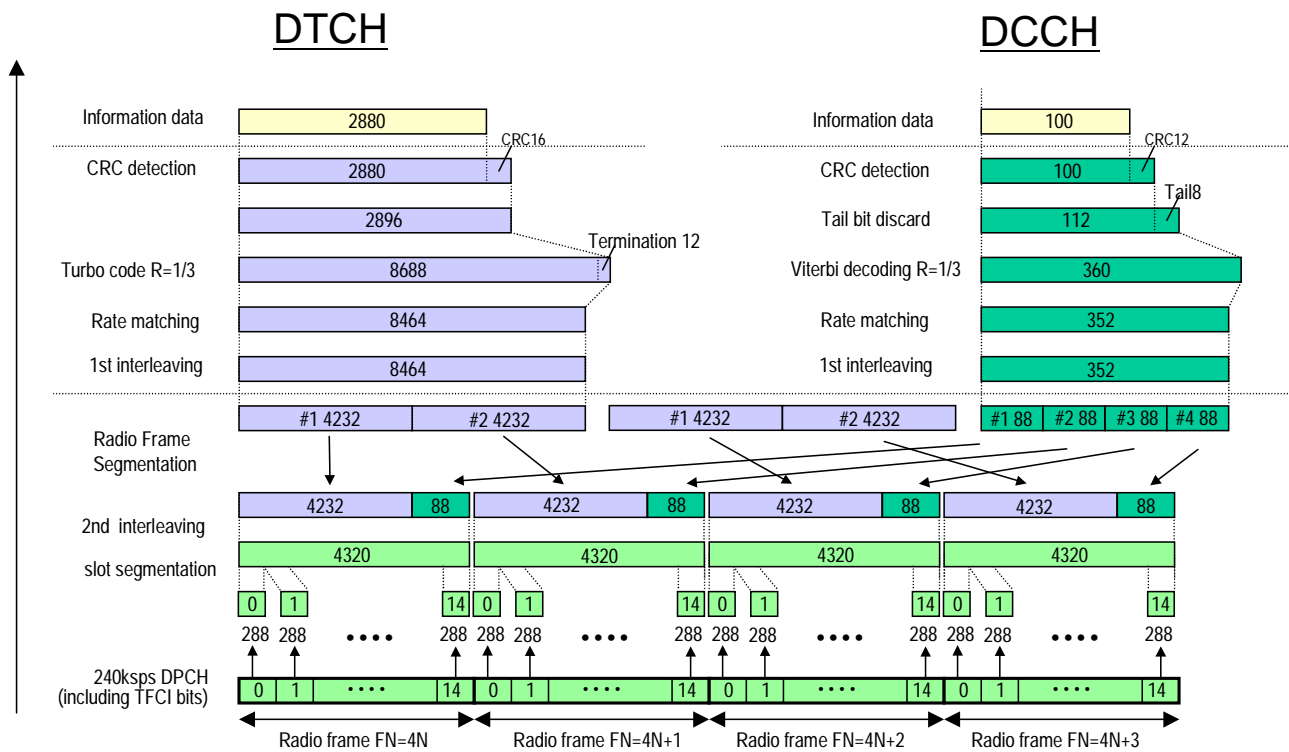 DTCH DCCH
Information data 2880 Information data 100
CRC16 CRC12
CRC detection 2880 CRC detection 100
Tail8
2896 Tail bit discard 112
Termination 12
Turbo code R=1/3 8688 Viterbi decoding R=1/3 360
Rate matching 8464 Rate matching 352
1st interleaving 8464 1st interleaving 352
#1 4232 #2 4232 #1 4232 #2 4232 #1 88 #2 88 #3 88 #4 88
Radio Frame
Segmentation
4232 88 4232 88 4232 88 4232 88
2nd interleaving
4320 4320 4320 4320
slot segmentation
0 1 14 0 1 14 0 1 14 0 1 14
288 288 •••• 288 288 288 •••• 288 288 288 •••• 288 288 288 •••• 288
240ksps DPCH
(including TFCI bits)
0 1 •••• 14 0 1 •••• 14 0 1 •••• 14 0 1 •••• 14
Radio frame FN=4N Radio frame FN=4N+1 Radio frame FN=4N+2 Radio frame FN=4N+3